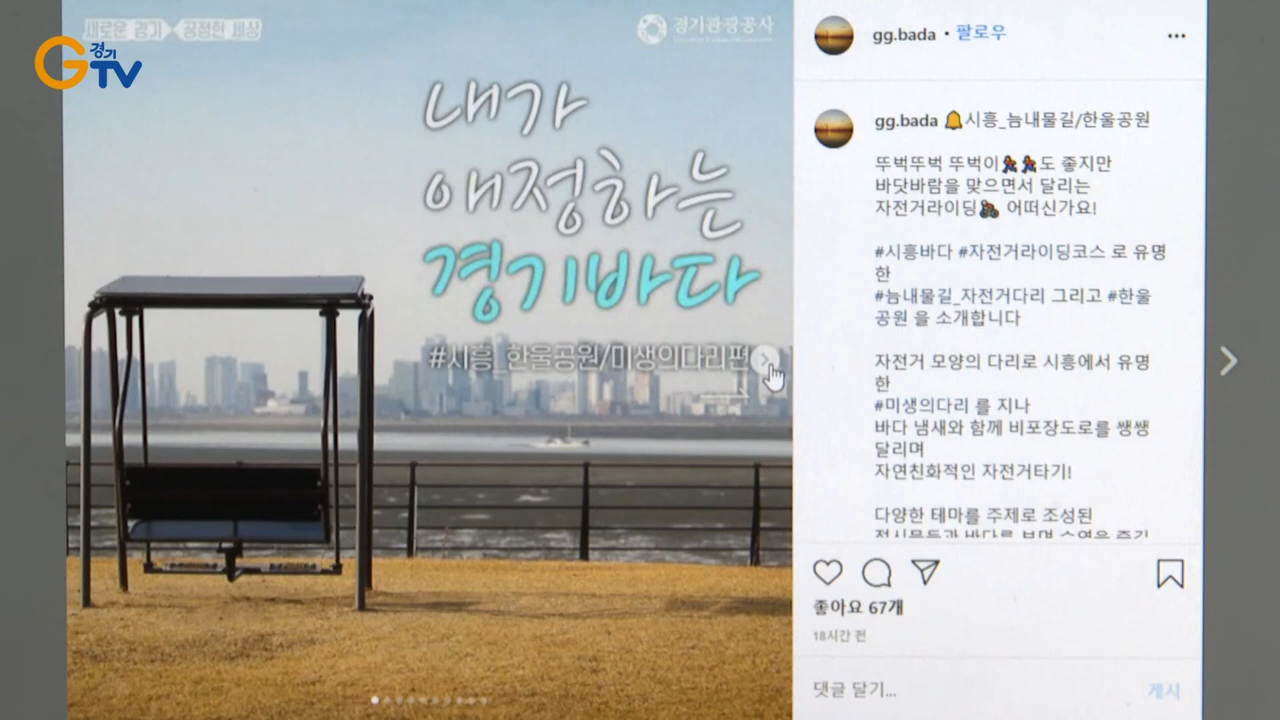 새로운 경기 공정한 세상
경기관광공사
G 경기 TV
내가
애정하는
경기바다
#시흥_한울공원/미생의다리편
gg.bada • 팔로우
gg.bada 🔔시흥_늠내물길/한울공원
뚜벅뚜벅 뚜벅이🏃🏃도 좋지만
바닷바람을 맞으면서 달리는
자전거라이딩🚴 어떠신가요!
#시흥바다 #자전거라이딩코스 로 유명
한
#늠내물길_자전거다리 그리고 #한울
공원 을 소개합니다
자전거 모양의 다리로 시흥에서 유명
한
#미생의다리 를 지나
바다 냄새와 함께 비포장도로를 쌩쌩
달리며
자연친화적인 자전거타기!
다양한 테마를 주제로 조성된
좋아요 67개
18시간 전
댓글 달기...
게시